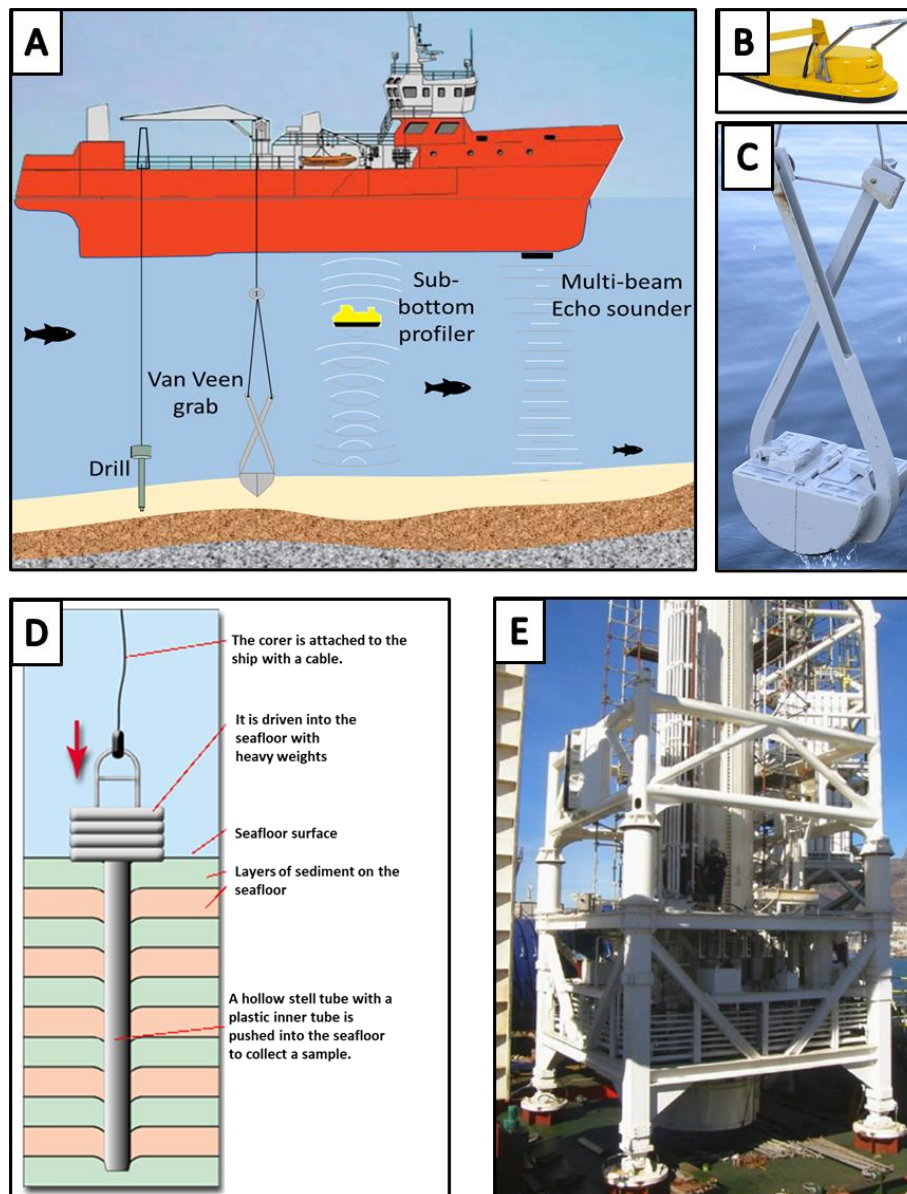 A
Sub-
bottom
profiler
Multi-beam
Echo sounder
Van Veen
grab
Drill
B
C
D
The corer is attached to the
ship with a cable.
It is driven into the
seafloor with
heavy weights
Seafloor surface
Layers of sediment on the
seafloor
A hollow stell tube with a
plastic inner tube is
pushed into the seafloor
to collect a sample.
E